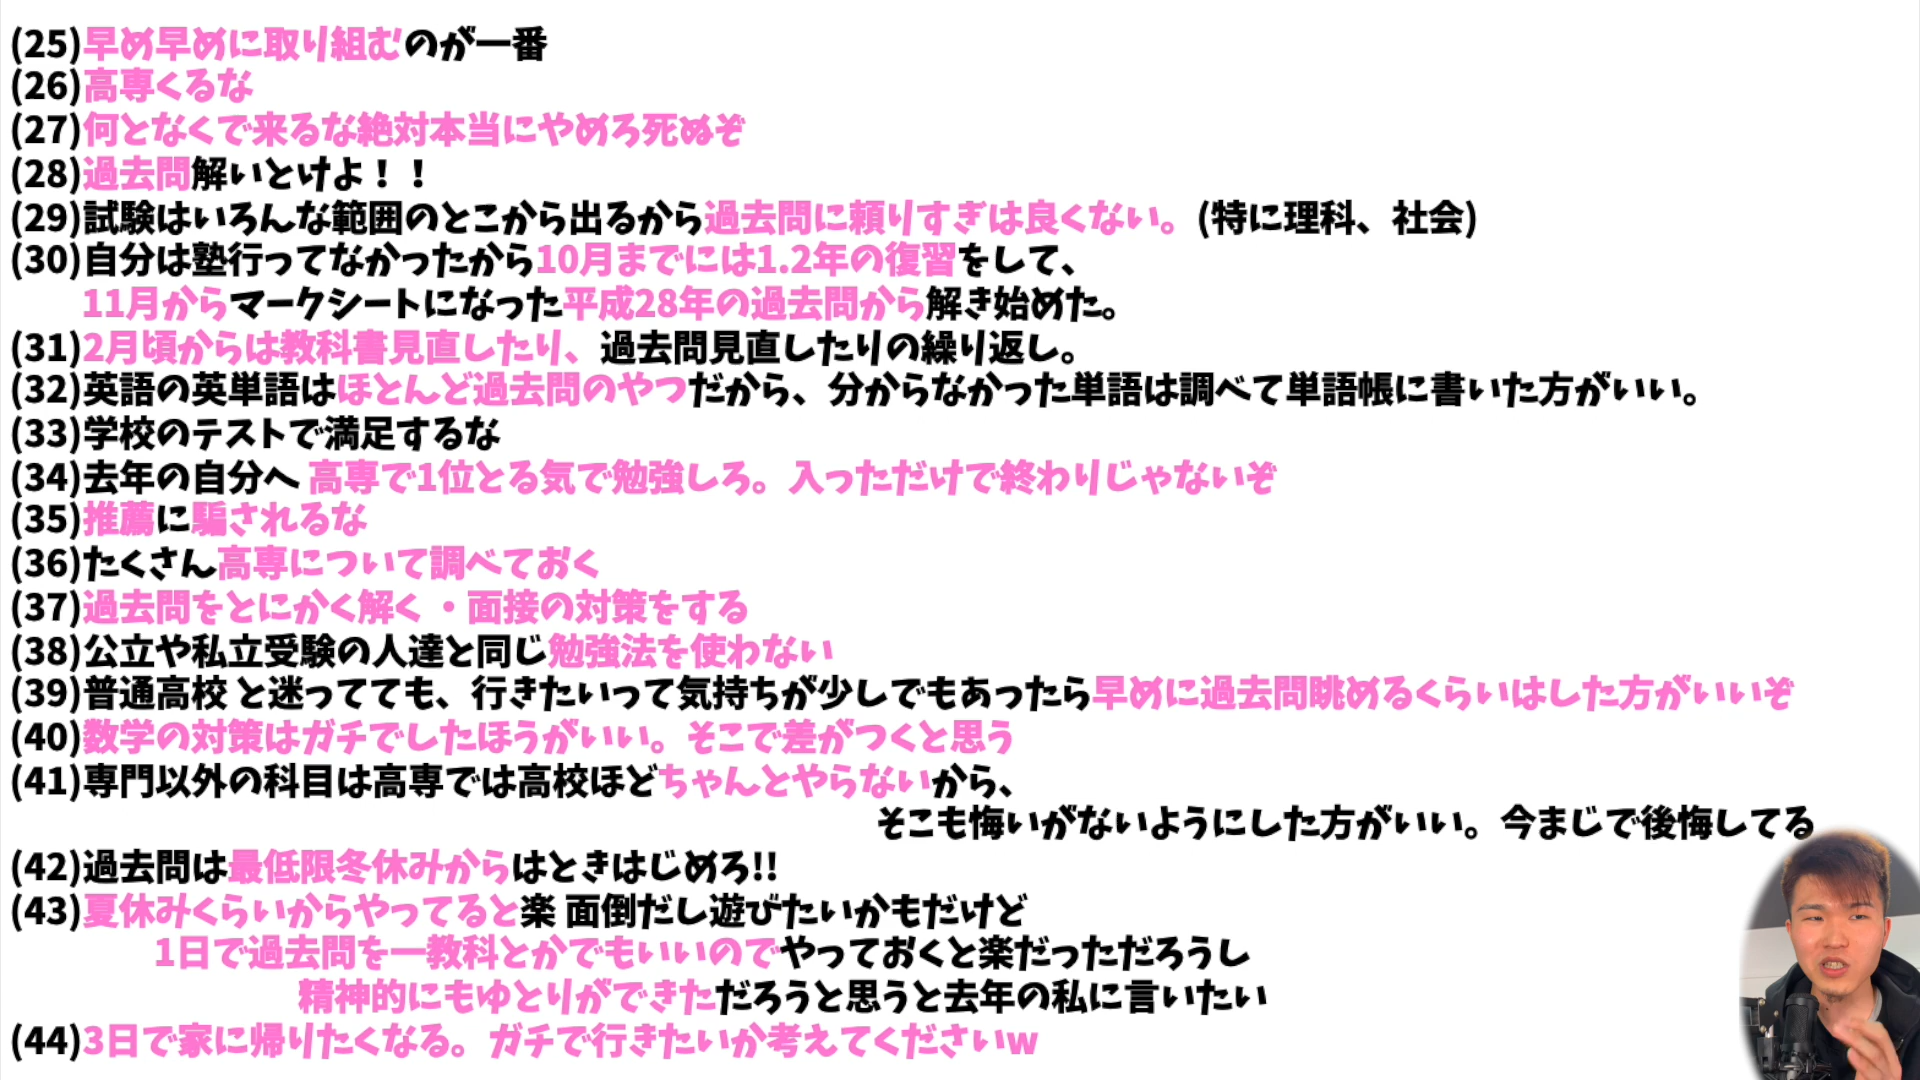 (25)早め早めに取り組むのが一番
(26)高専くるな
(27)何となくで来るな絶対本当にやめろ死ぬぞ
(28)過去問解いとけよ！！
(29)試験はいろんな範囲のとこから出るから過去問に頼りすぎは良くない。(特に理科、社会)
(30)自分は塾行ってなかったから10月までには1.2年の復習をして、
11月からマークシートになった平成28年の過去問から解き始めた。
(31)2月頃からは教科書見直したり、過去問見直したりの繰り返し。
(32)英語の英単語はほとんど過去問のやつだから、分からなかった単語は調べて単語帳に書いた方がいい。
(33)学校のテストで満足するな
(34)去年の自分へ 高専で1位とる気で勉強しろ。入っただけで終わりじゃないぞ
(35)推薦に騙されるな
(36)たくさん高専について調べておく
(37)過去問をとにかく解く・面接の対策をする
(38)公立や私立受験の人達と同じ勉強法を使わない
(39)普通高校 と迷ってても、行きたいって気持ちが少しでもあったら早めに過去問眺めるくらいはした方がいいぞ
(40)数学の対策はガチでしたほうがいい。そこで差がつくと思う
(41)専門以外の科目は高専では高校ほどちゃんとやらないから、
そこも悔いがないようにした方がいい。今まじで後悔してる
(42)過去問は最低限冬休みからはときはじめろ!!
(43)夏休みくらいからやってると楽 面倒だし遊びたいかもだけど
1日で過去問を一教科とかでもいいのでやっておくと楽だっただろうし
精神的にもゆとりができただろうと思うと去年の私に言いたい
(44)3日で家に帰りたくなる。ガチで行きたいか考えてくださいw